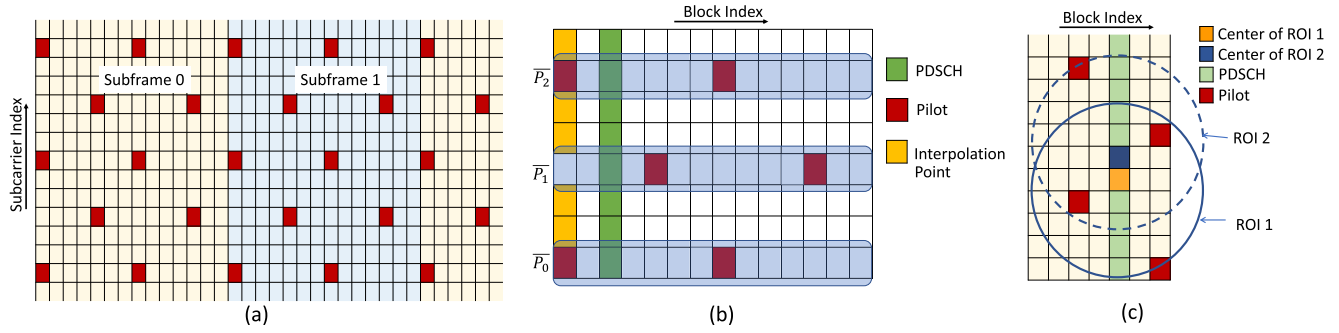 Subcarrier Index
Subframe 0
Subframe 1
(a)
Block Index
P̅₂
P̅₁
P̅₀
PDSCH
Pilot
Interpolation
Point
(b)
Block Index
Center of ROI 1
Center of ROI 2
PDSCH
Pilot
ROI 2
ROI 1
(c)